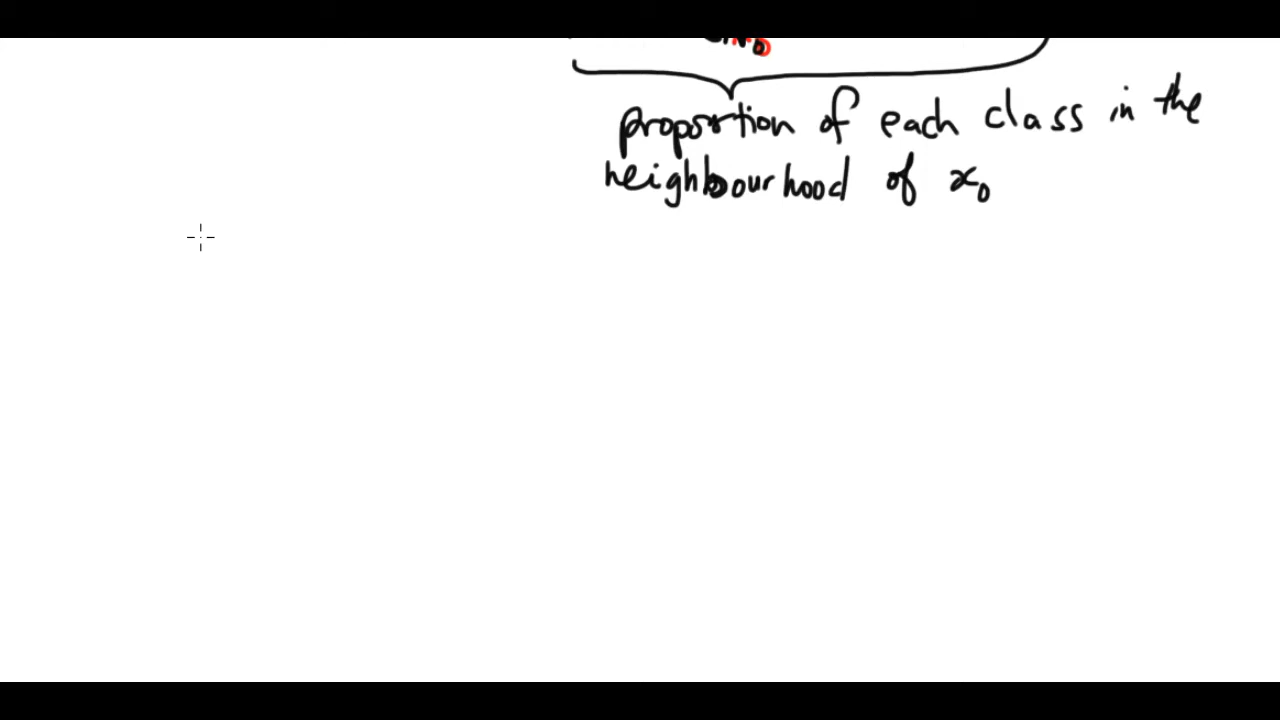 proportion of each class in the
neighbourhood of x₀